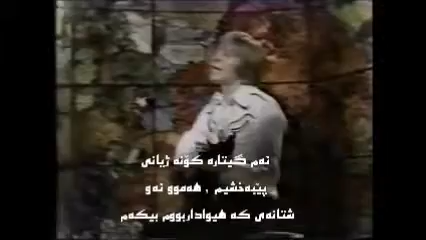 ئەم گیتارە کۆنە ژیانی
پێبەخشیم , هەموو ئەو
شتانەی کە هیواداربووم بیکەم